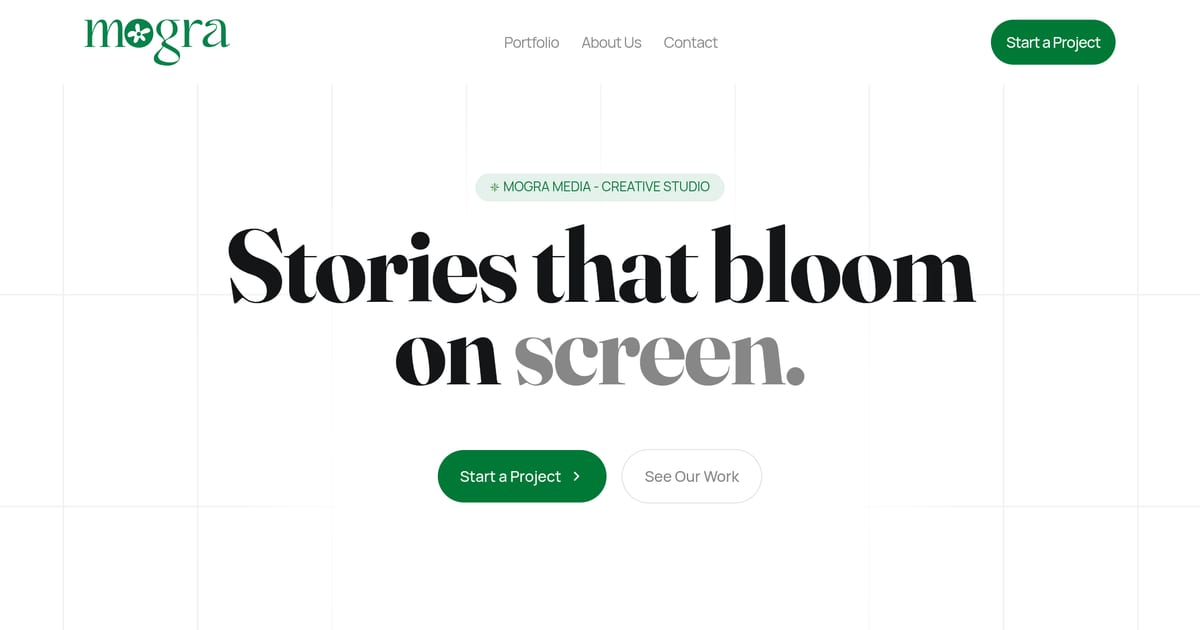 mogra
Portfolio About Us Contact
Start a Project
MOGRA MEDIA - CREATIVE STUDIO
Stories that bloom
on screen.
Start a Project
See Our Work